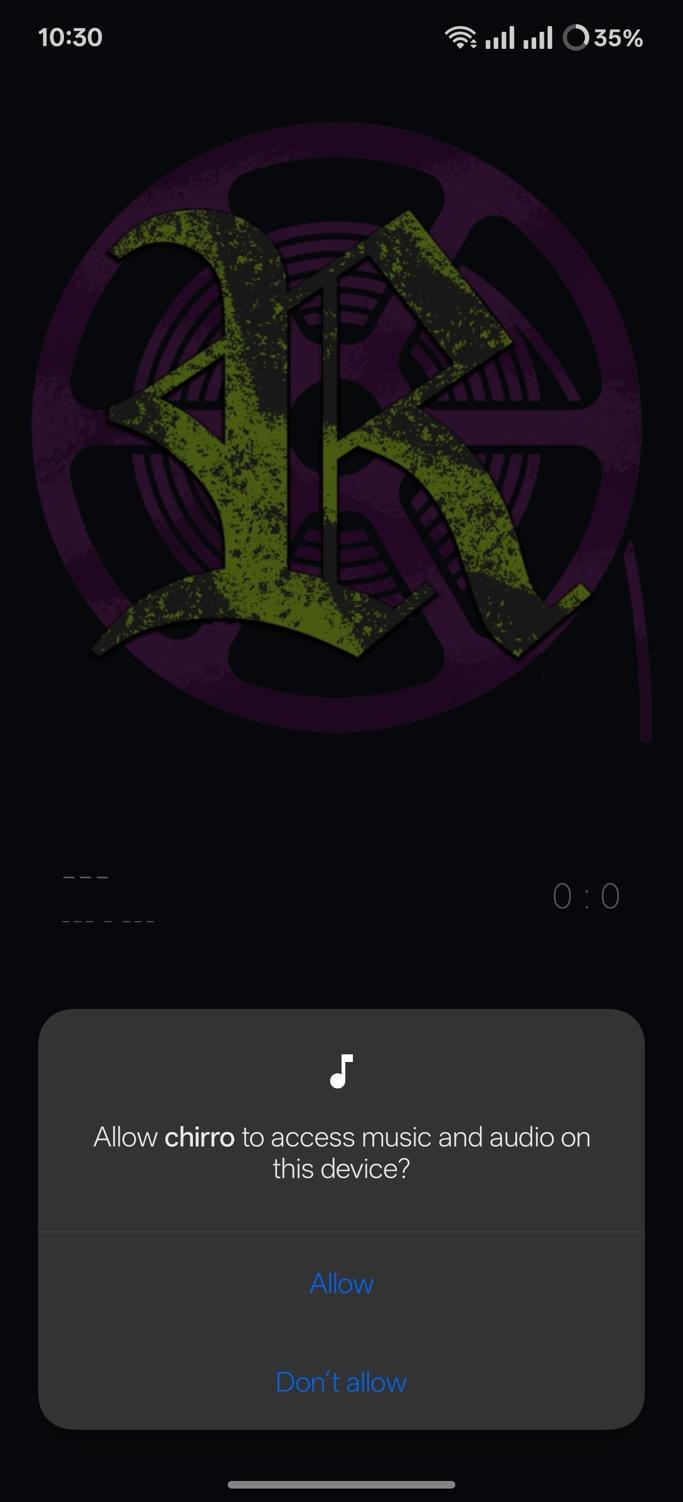 10:30
35%
R
---
--- - ---
0 : 0
Allow chirro to access music and audio on
this device?
Allow
Don't allow